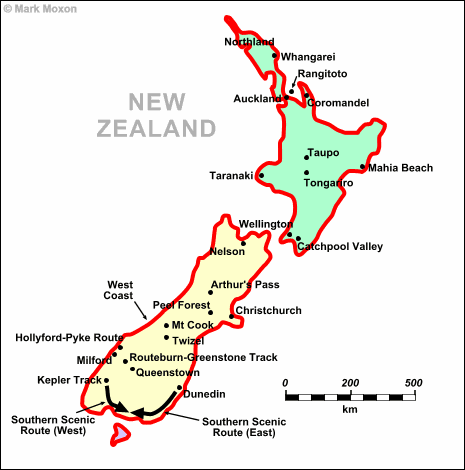 © Mark Moxon
Northland
Whangarei
Rangitoto
Auckland
Coromandel
NEW
ZEALAND
Taupo
Mahia Beach
Taranaki
Tongariro
Wellington
Catchpool Valley
Nelson
West
Coast
Arthur's Pass
Peel Forest
Christchurch
Mt Cook
Hollyford-Pyke Route
Twizel
Milford
Routeburn-Greenstone Track
Queenstown
Kepler Track
Dunedin
0 200 500
km
Southern Scenic
Route (West)
Southern Scenic
Route (East)